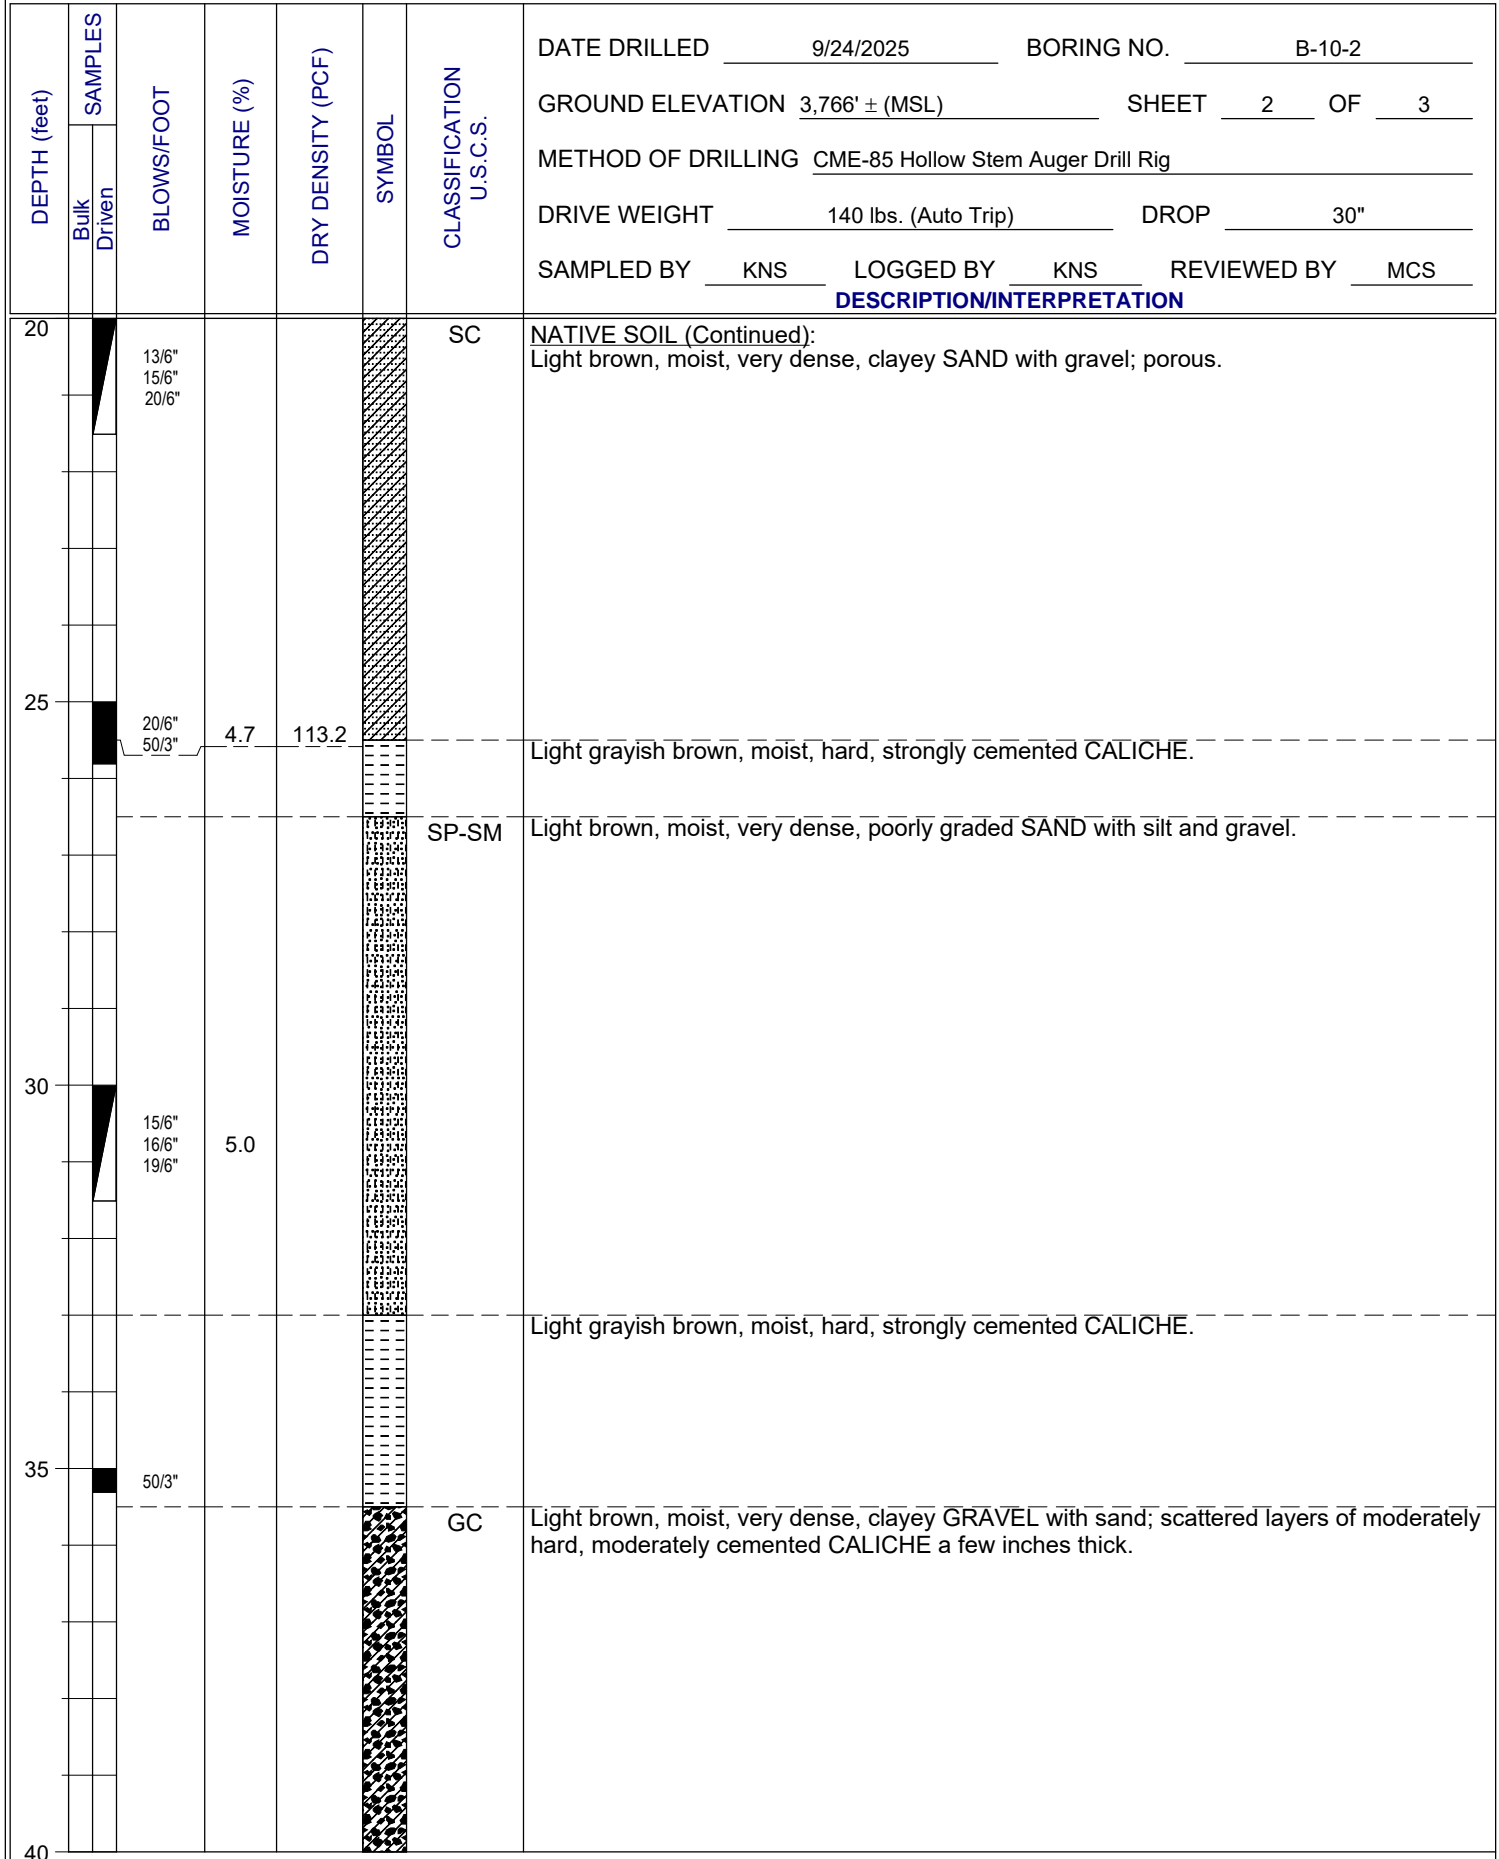 DEPTH (feet)
SAMPLES
Bulk
Driven
BLOWS/FOOT
MOISTURE (%)
DRY DENSITY (PCF)
SYMBOL
CLASSIFICATION
U.S.C.S.
DATE DRILLED 9/24/2025 BORING NO. B-10-2
GROUND ELEVATION 3,766' ± (MSL) SHEET 2 OF 3
METHOD OF DRILLING CME-85 Hollow Stem Auger Drill Rig
DRIVE WEIGHT 140 lbs. (Auto Trip) DROP 30"
SAMPLED BY KNS LOGGED BY KNS REVIEWED BY MCS
DESCRIPTION/INTERPRETATION
20 SC NATIVE SOIL (Continued):
13/6" Light brown, moist, very dense, clayey SAND with gravel; porous.
15/6"
20/6"
25
20/6"
4.7 113.2
50/3" Light grayish brown, moist, hard, strongly cemented CALICHE.
SP-SM Light brown, moist, very dense, poorly graded SAND with silt and gravel.
30
15/6"
16/6" 5.0
19/6"
Light grayish brown, moist, hard, strongly cemented CALICHE.
35
50/3"
GC Light brown, moist, very dense, clayey GRAVEL with sand; scattered layers of moderately
hard, moderately cemented CALICHE a few inches thick.
40